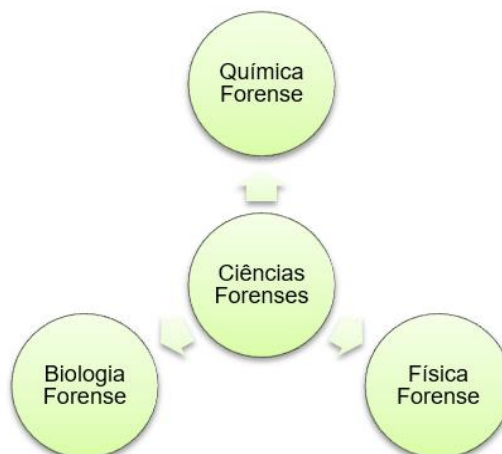 Química
Forense
Ciências
Forenses
Biologia
Forense
Física
Forense